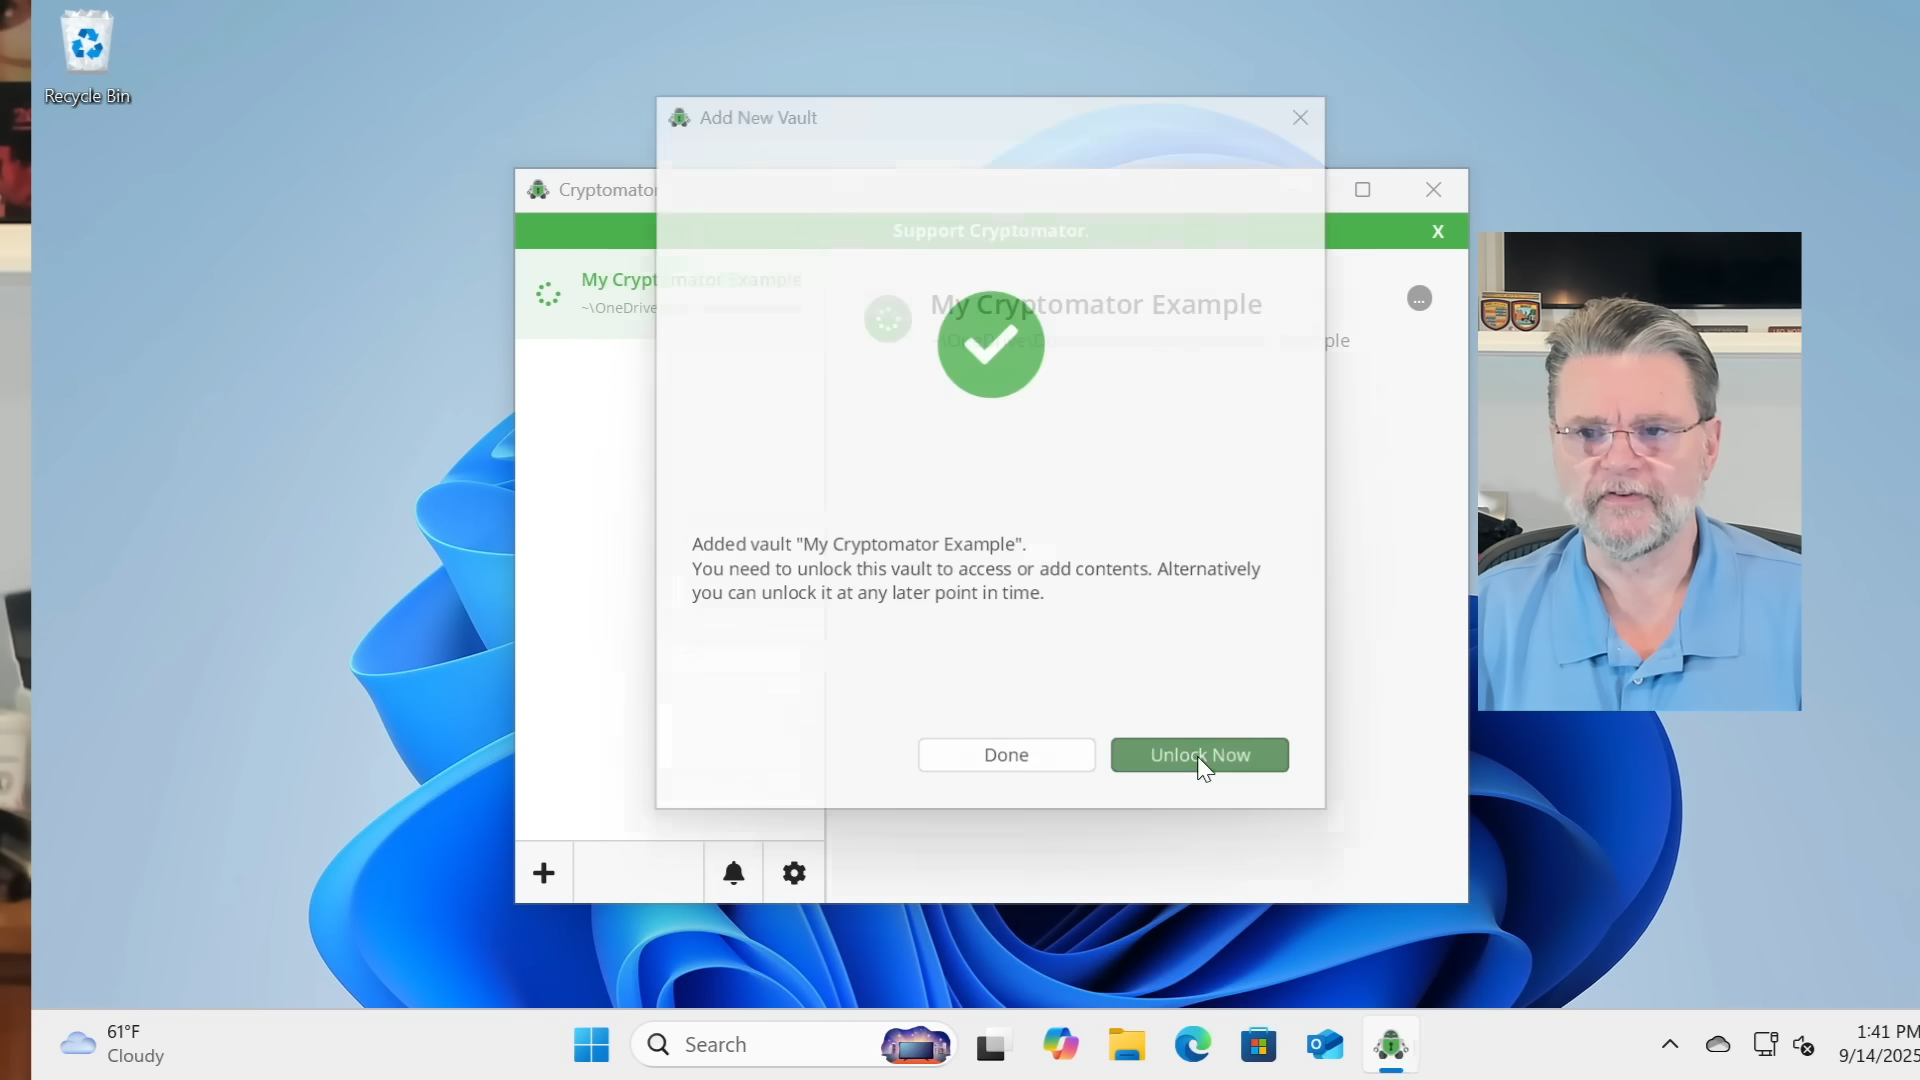 Recycle Bin
Add New Vault
Cryptomator
Support Cryptomator.
X
My Cryptomator Example
~\OneDrive
My Cryptomator Example
ple
Added vault "My Cryptomator Example".
You need to unlock this vault to access or add contents. Alternatively
you can unlock it at any later point in time.
Done
Unlock Now
61°F
Cloudy
Search
1:41 PM
9/14/2025